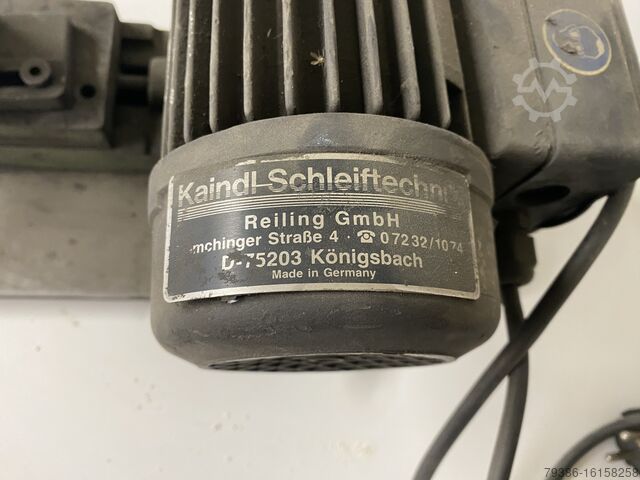 Kaindl Schleiftechnik
Reiling GmbH
mchinger Straße 4 · ☎ 07232/1074
D-75203 Königsbach
Made in Germany
79386-16158258